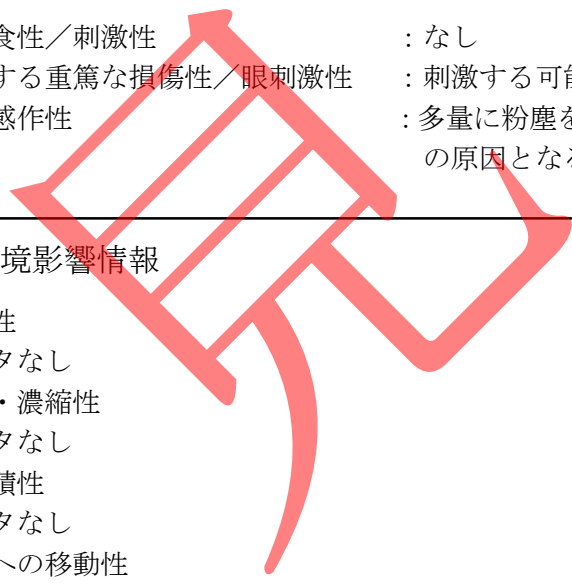 食性／刺激性 : なし
する重篤な損傷性／眼刺激性 : 刺激する可能
感作性 : 多量に粉塵を
の原因となる
境影響情報
性
タなし
・濃縮性
タなし
積性
タなし
への移動性
見